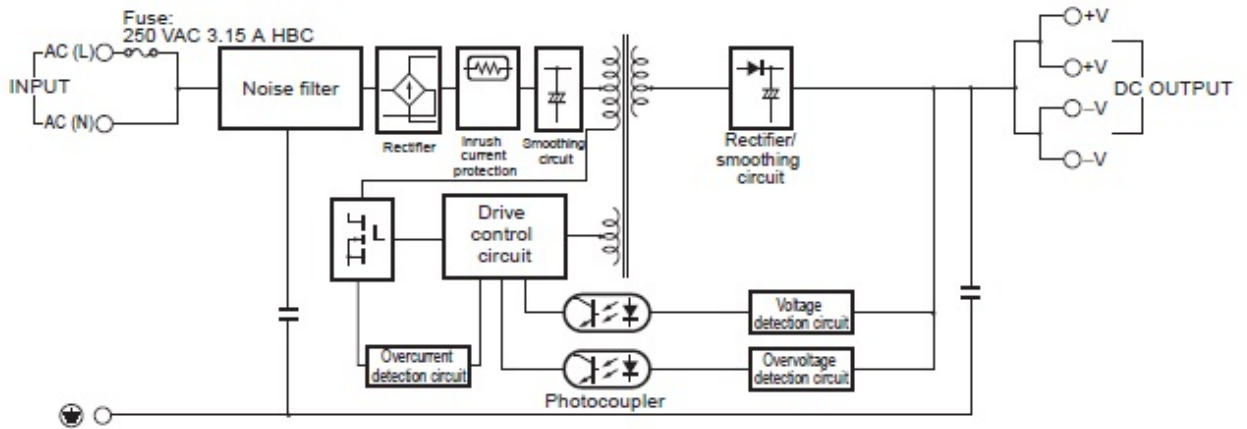 Fuse:
250 VAC 3.15 A HBC
AC (L)
INPUT
AC (N)
Noise filter
Rectifier
Inrush
current
protection
Smoothing
circuit
Rectifier/
smoothing
circuit
+V
+V
DC OUTPUT
–V
–V
Drive
control
circuit
Voltage
detection circuit
Overcurrent
detection circuit
Overvoltage
detection circuit
Photocoupler